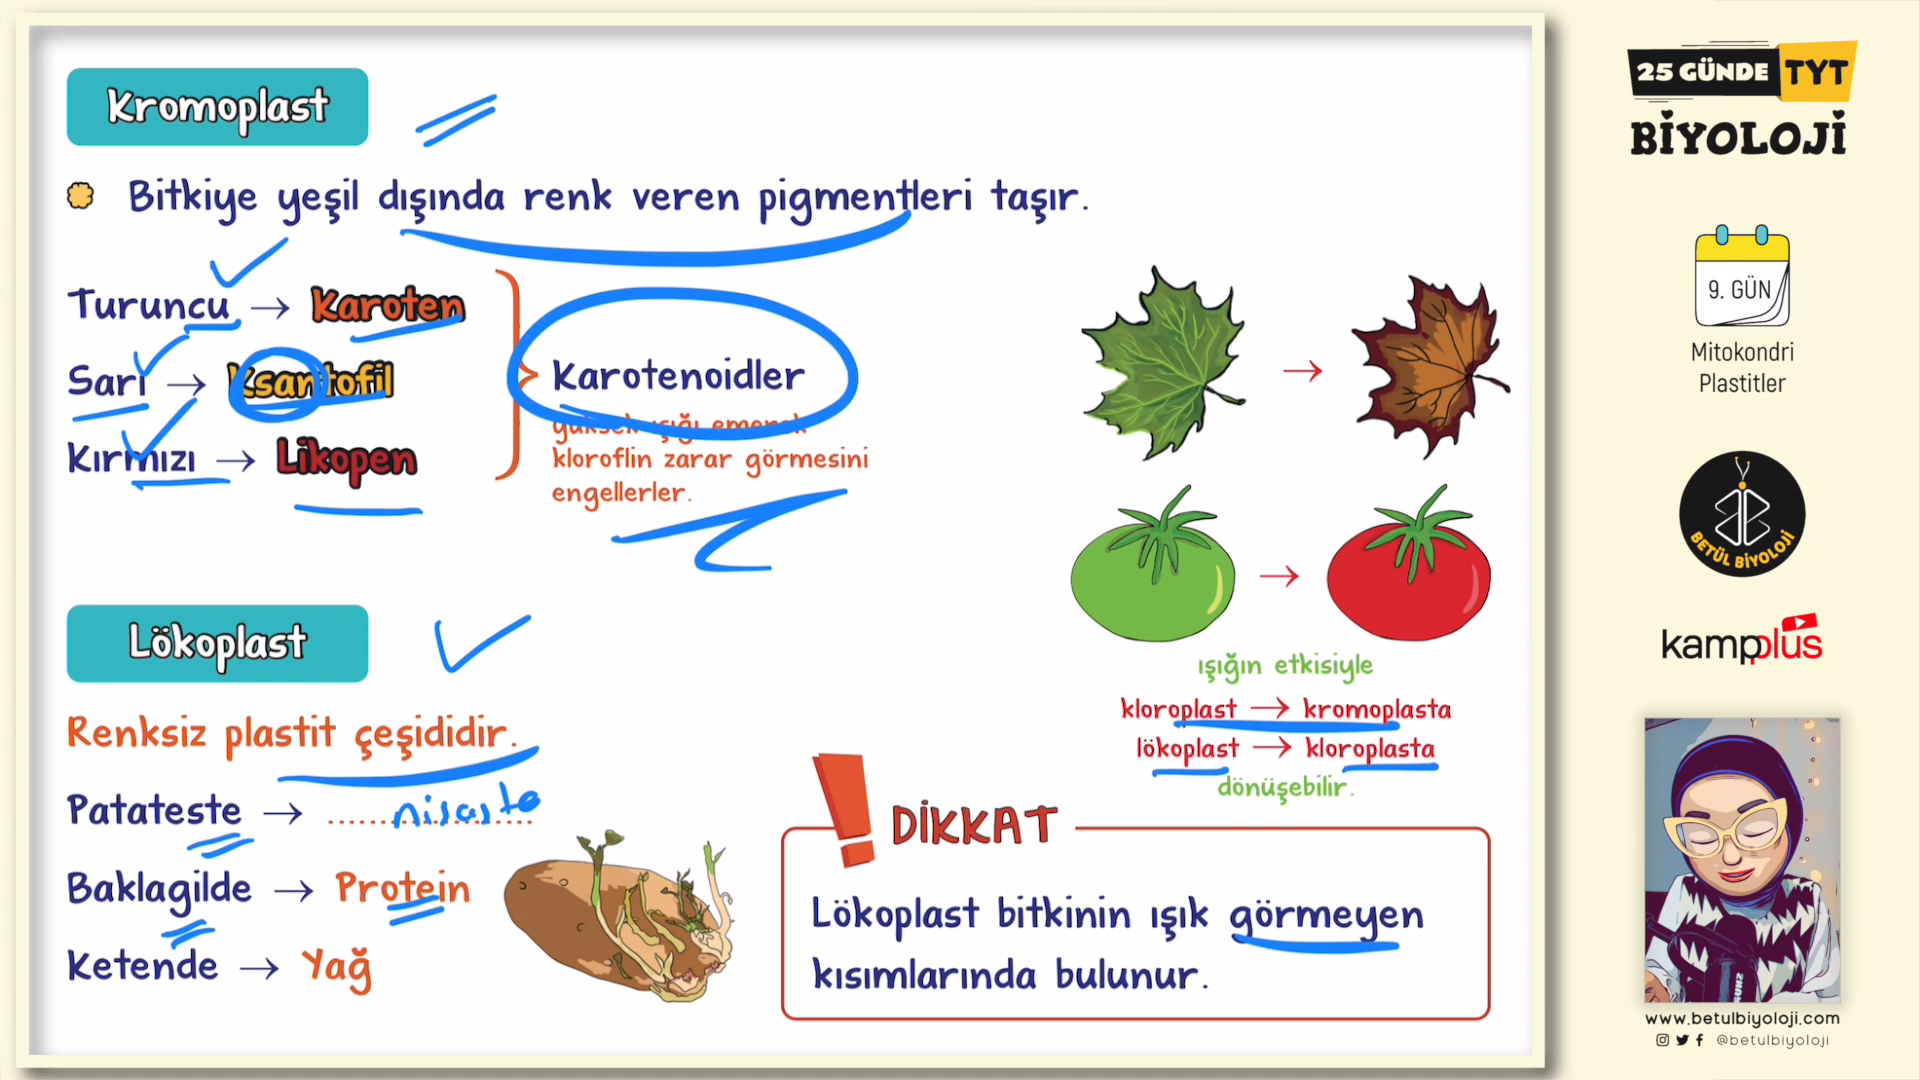 Kromoplast
Bitkiye yeşil dışında renk veren pigmentleri taşır.
Turuncu → Karoten
Sarı → Ksantofil
Kırmızı → Likopen
Karotenoidler
yüksek ışığı emerek
kloroflin zarar görmesini
engellerler.
Lökoplast
Renksiz plastit çeşididir.
Patateste → nişasta
Baklagilde → Protein
Ketende → Yağ
ışığın etkisiyle
kloroplast → kromoplasta
lökoplast → kloroplasta
dönüşebilir.
! DİKKAT
Lökoplast bitkinin ışık görmeyen
kısımlarında bulunur.
25 GÜNDE TYT
BİYOLOJİ
9. GÜN
Mitokondri
Plastitler
BETÜL BİYOLOJİ
kampplus
www.betulbiyoloji.com
@betulbiyoloji